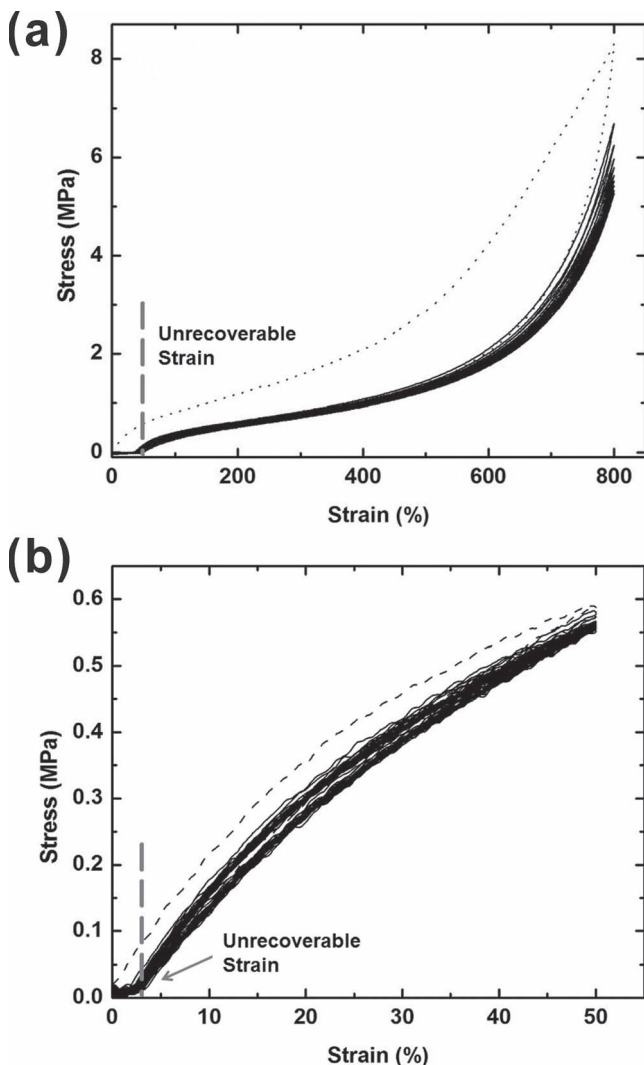 (a)
8
6
4
2
0
Stress (MPa)
Unrecoverable
Strain
0 200 400 600 800
Strain (%)
(b)
0.6
0.5
0.4
0.3
0.2
0.1
0.0
Stress (MPa)
Unrecoverable
Strain
0 10 20 30 40 50
Strain (%)